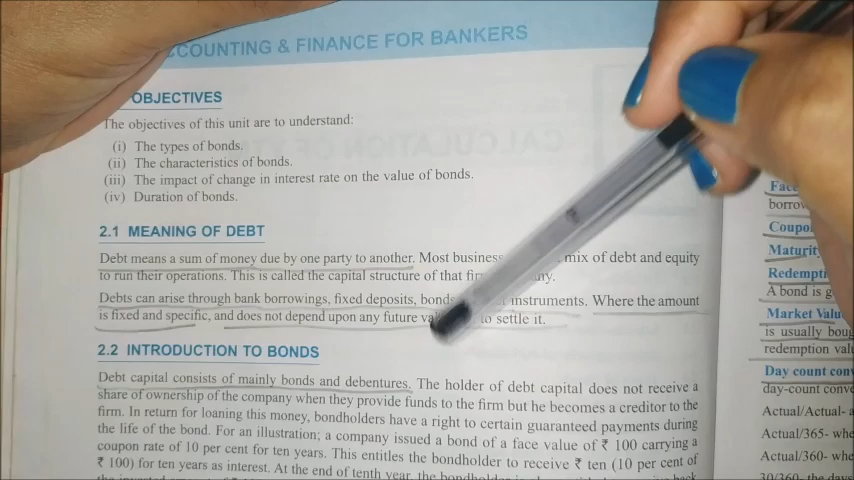 CCOUNTING & FINANCE FOR BANKERS
OBJECTIVES
The objectives of this unit are to understand:
(i) The types of bonds.
(ii) The characteristics of bonds.
(iii) The impact of change in interest rate on the value of bonds.
(iv) Duration of bonds.
2.1 MEANING OF DEBT
Debt means a sum of money due by one party to another. Most business mix of debt and equity
to run their operations. This is called the capital structure of that
Debts can arise through bank borrowings, fixed deposits, bonds instruments. Where the amount
is fixed and specific, and does not depend upon any future to settle it.
2.2 INTRODUCTION TO BONDS
Debt capital consists of mainly bonds and debentures. The holder of debt capital does not receive a
share of ownership of the company when they provide funds to the firm but he becomes a creditor to the
firm. In return for loaning this money, bondholders have a right to certain guaranteed payments during
the life of the bond. For an illustration; a company issued a bond of a face value of ₹ 100 carrying a
coupon rate of 10 per cent for ten years. This entitles the bondholder to receive ₹ ten (10 per cent of
₹ 100) for ten years as interest. At the end of tenth year, the bondholder
Face
borrow
Coupo
Maturity
Redempti
A bond is g
Market Valu
is usually boug
redemption val
Day count con
day-count conve
Actual/Actual- a
Actual/365- whe
Actual/360- whe
30/360- the days